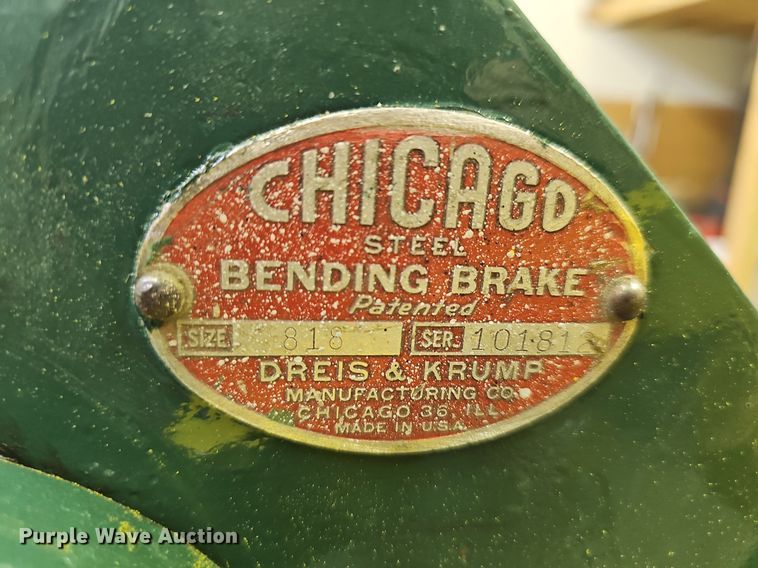 CHICAGO
STEEL
BENDING BRAKE
Patented
SIZE 818 SER. 101812
DREIS & KRUMP
MANUFACTURING CO.
CHICAGO 36, ILL.
MADE IN U.S.A.
Purple Wave Auction